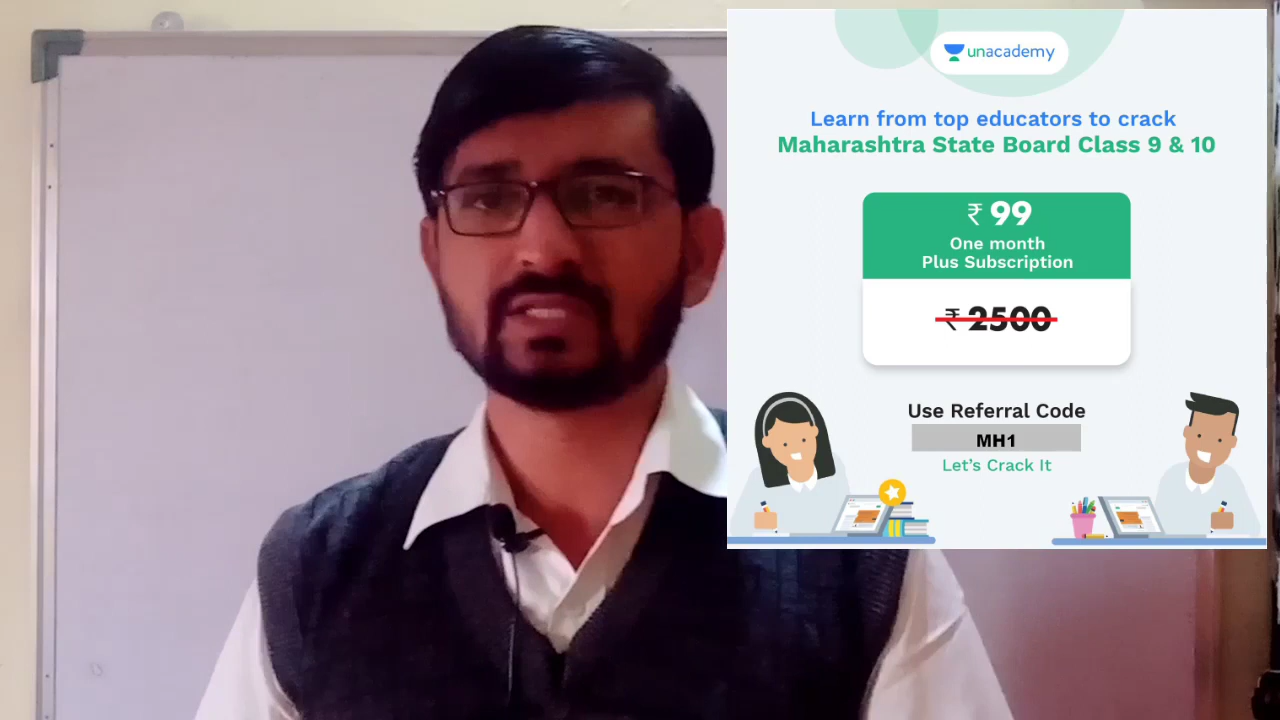 unacademy
Learn from top educators to crack
Maharashtra State Board Class 9 & 10
₹ 99
One month
Plus Subscription
₹ 2500
Use Referral Code
MH1
Let's Crack It